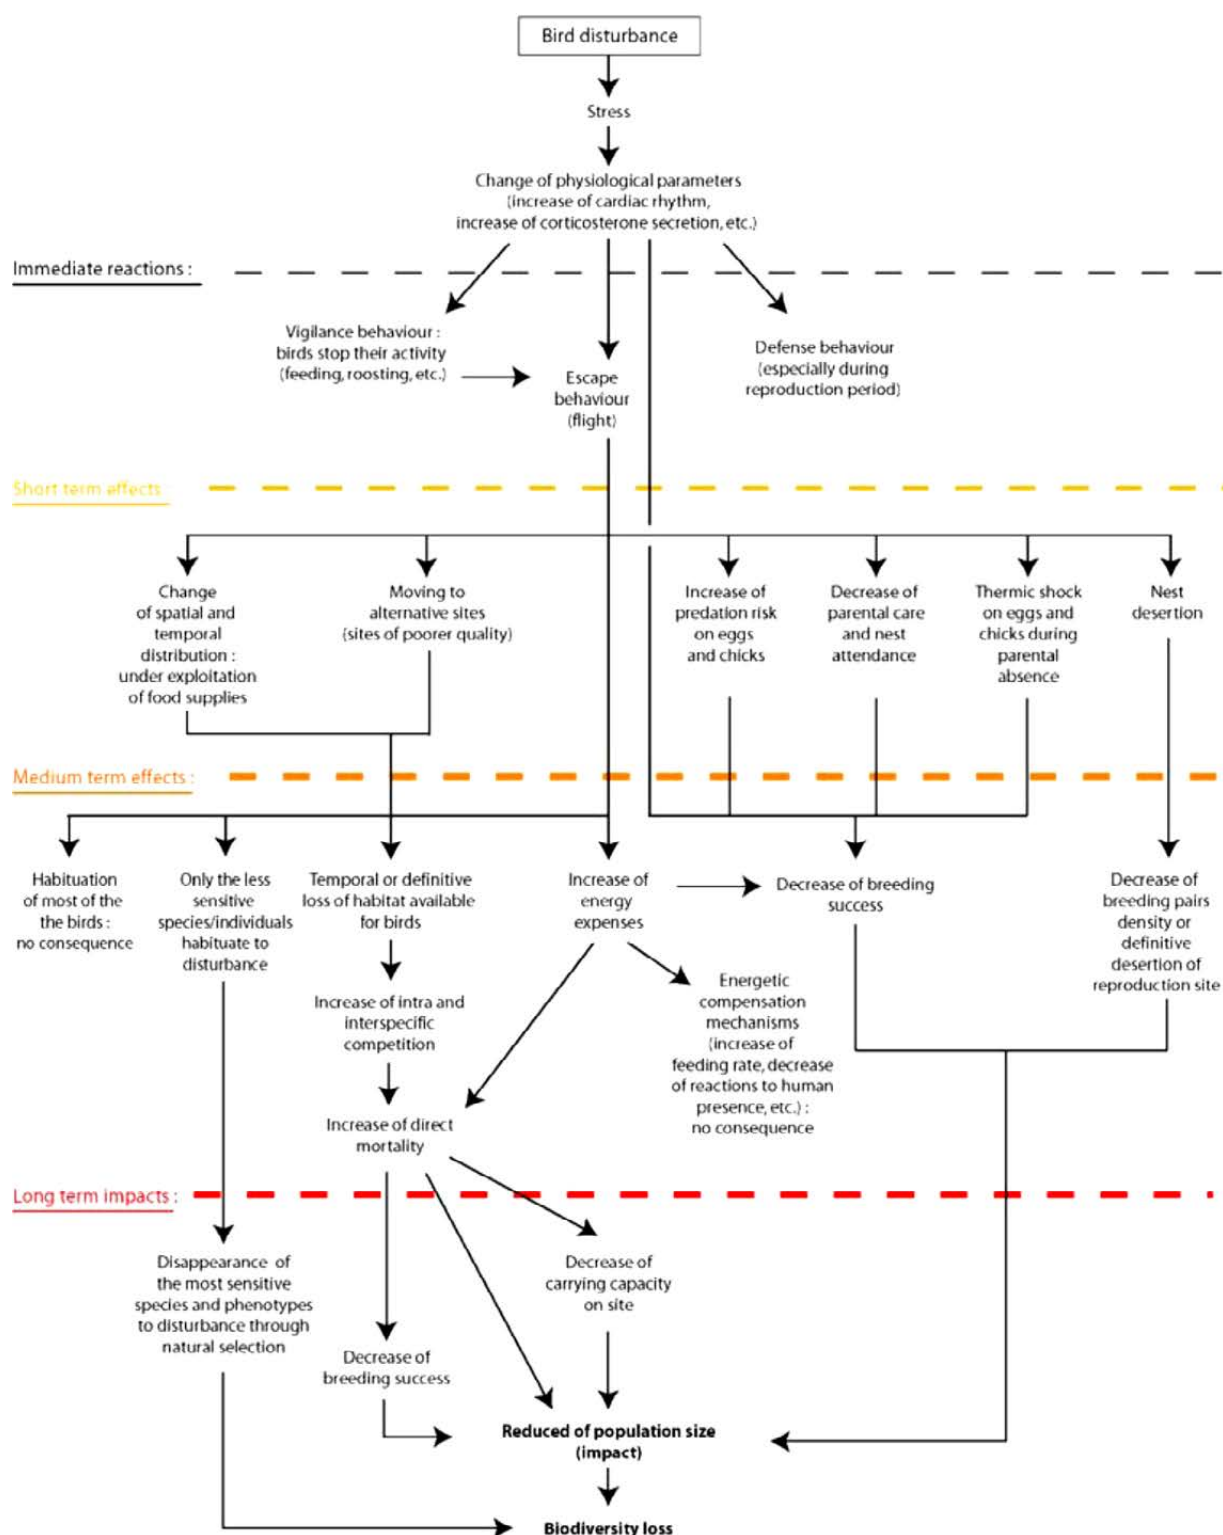 Bird disturbance
Stress
Change of physiological parameters
(increase of cardiac rhythm,
increase of corticosterone secretion, etc.)
Immediate reactions :
Vigilance behaviour :
birds stop their activity
(feeding, roosting, etc.)
Escape
behaviour
(flight)
Defense behaviour
(especially during
reproduction period)
Short term effects
Change
of spatial and
temporal
distribution :
under exploitation
of food supplies
Moving to
alternative sites
(sites of poorer quality)
Increase of
predation risk
on eggs
and chicks
Decrease of
parental care
and nest
attendance
Thermic shock
on eggs and
chicks during
parental
absence
Nest
desertion
Medium term effects :
Habituation
of most of the
the birds :
no consequence
Only the less
sensitive
species/individuals
habituate to
disturbance
Temporal or definitive
loss of habitat available
for birds
Increase of
energy
expenses
Decrease of breeding
success
Decrease of
breeding pairs
density or
definitive
desertion of
reproduction site
Increase of intra and
interspecific
competition
Energetic
compensation
mechanisms
(increase of
feeding rate, decrease
of reactions to human
presence, etc.) :
no consequence
Increase of direct
mortality
Long term impacts :
Disappearance of
the most sensitive
species and phenotypes
to disturbance through
natural selection
Decrease of
breeding success
Decrease of
carrying capacity
on site
Reduced of population size
(impact)
Biodiversity loss